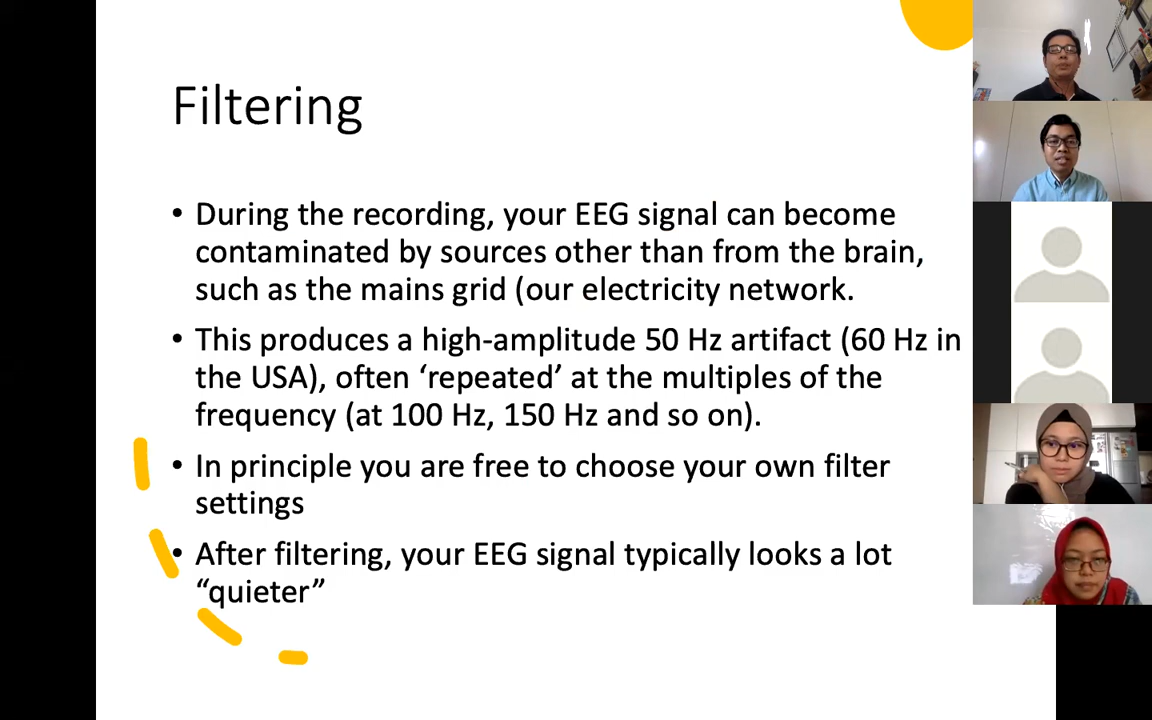 Filtering
• During the recording, your EEG signal can become
contaminated by sources other than from the brain,
such as the mains grid (our electricity network.
• This produces a high-amplitude 50 Hz artifact (60 Hz in
the USA), often ‘repeated’ at the multiples of the
frequency (at 100 Hz, 150 Hz and so on).
• In principle you are free to choose your own filter
settings
• After filtering, your EEG signal typically looks a lot
“quieter”